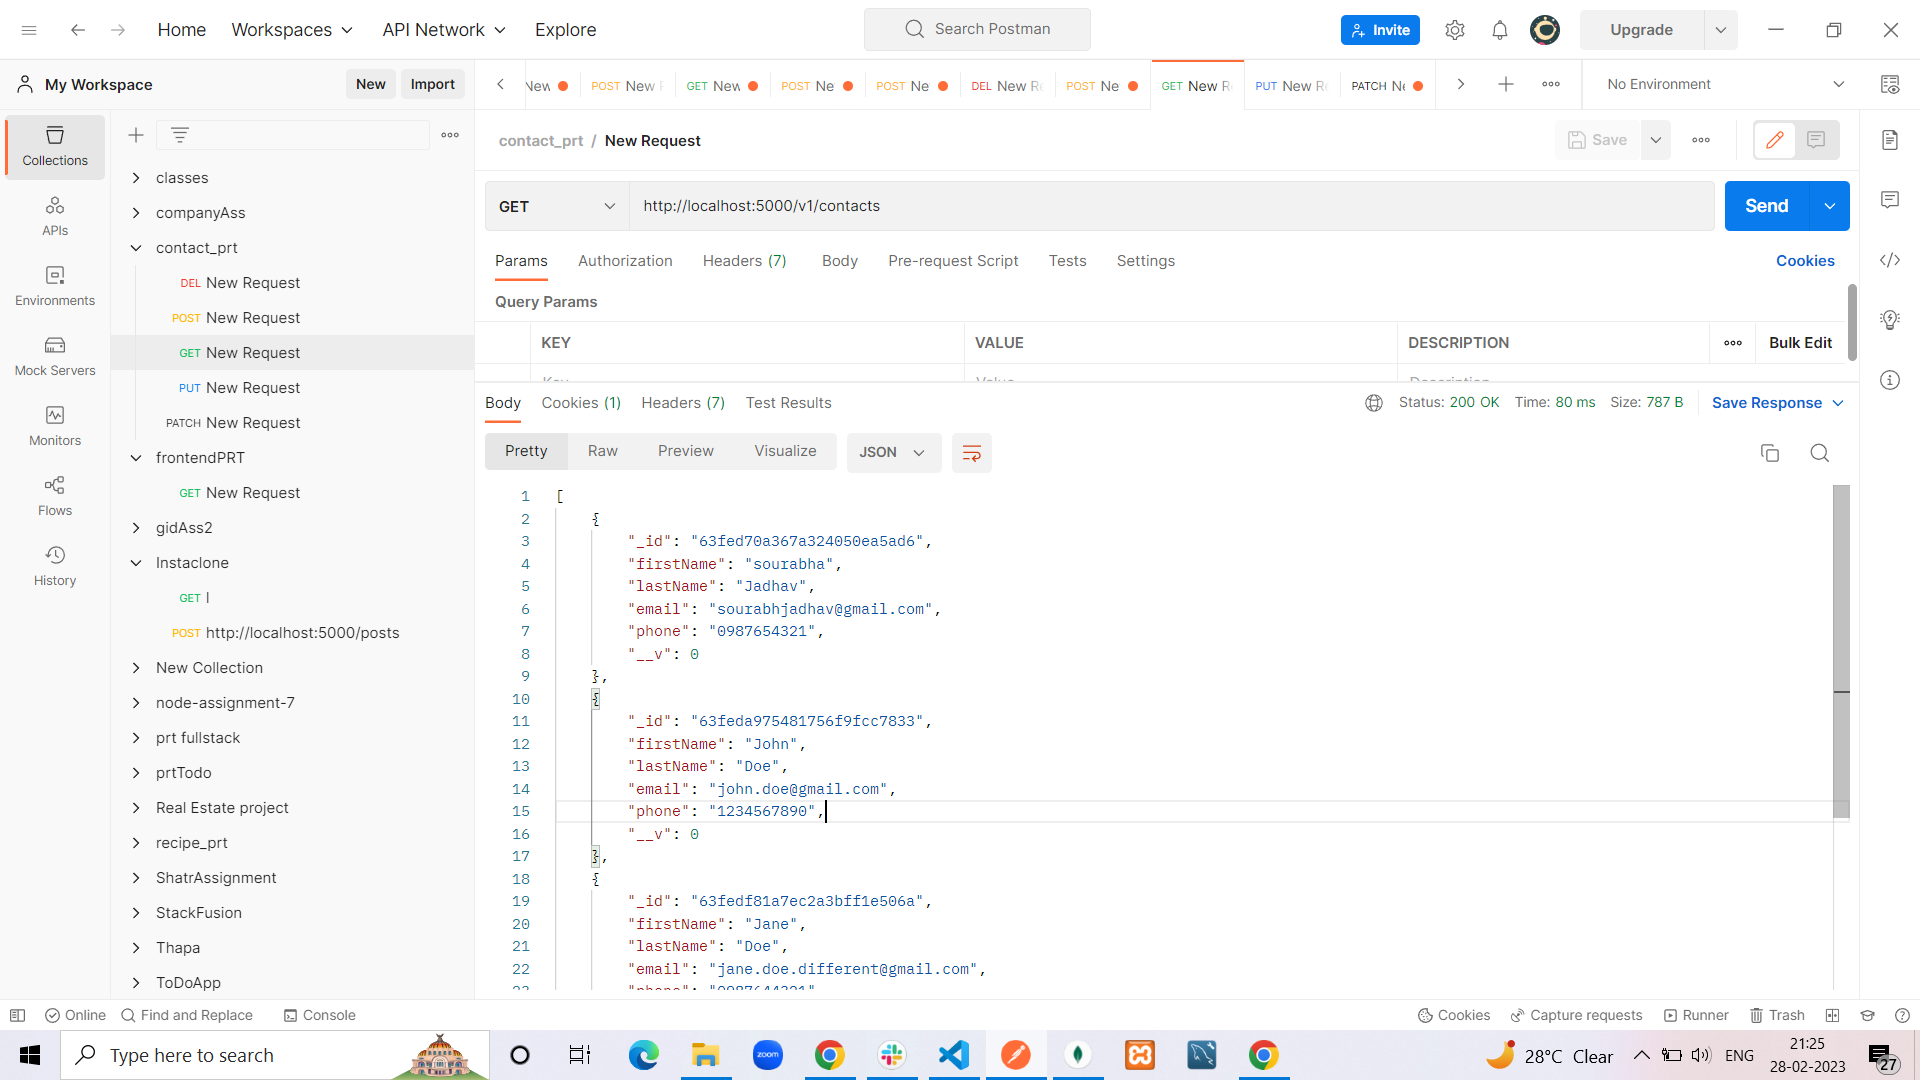 Home Workspaces API Network Explore Search Postman Invite Upgrade
My Workspace New Import
New POST New GET New POST Ne POST Ne DEL New Re POST Ne GET New R PUT New R PATCH Ne No Environment
contact_prt / New Request Save
GET http://localhost:5000/v1/contacts Send
Params Authorization Headers (7) Body Pre-request Script Tests Settings Cookies
Query Params
KEY VALUE DESCRIPTION Bulk Edit
Key Value Description
Body Cookies (1) Headers (7) Test Results Status: 200 OK Time: 80 ms Size: 787 B Save Response
Pretty Raw Preview Visualize JSON
1 [
2 {
3 "_id": "63fed70a367a324050ea5ad6",
4 "firstName": "sourabha",
5 "lastName": "Jadhav",
6 "email": "sourabhjadhav@gmail.com",
7 "phone": "0987654321",
8 "__v": 0
9 },
10 {
11 "_id": "63feda975481756f9fcc7833",
12 "firstName": "John",
13 "lastName": "Doe",
14 "email": "john.doe@gmail.com",
15 "phone": "1234567890",
16 "__v": 0
17 },
18 {
19 "_id": "63fedf81a7ec2a3bff1e506a",
20 "firstName": "Jane",
21 "lastName": "Doe",
22 "email": "jane.doe.different@gmail.com",
23 "phone": "0987644321"
Collections
APIs
Environments
Mock Servers
Monitors
Flows
History
classes
companyAss
contact_prt
DEL New Request
POST New Request
GET New Request
PUT New Request
PATCH New Request
frontendPRT
GET New Request
gidAss2
Instaclone
GET l
POST http://localhost:5000/posts
New Collection
node-assignment-7
prt fullstack
prtTodo
Real Estate project
recipe_prt
ShatrAssignment
StackFusion
Thapa
ToDoApp
Online Find and Replace Console Cookies Capture requests Runner Trash
Type here to search zoom 28°C Clear ENG 21:25
28-02-2023 27